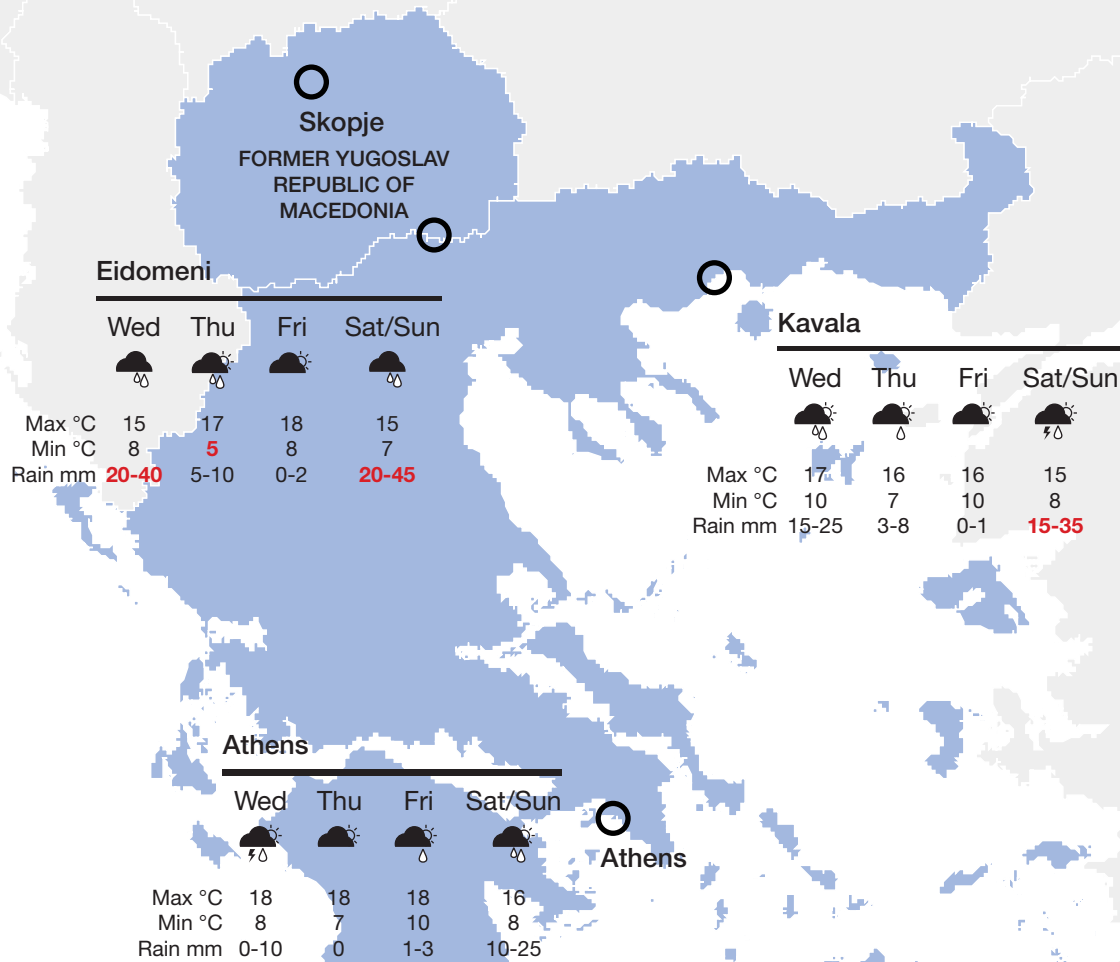 Skopje
FORMER YUGOSLAV
REPUBLIC OF
MACEDONIA
Eidomeni
Wed Thu Fri Sat/Sun
Max °C 15 17 18 15
Min °C 8 5 8 7
Rain mm 20-40 5-10 0-2 20-45
Kavala
Wed Thu Fri Sat/Sun
Max °C 17 16 16 15
Min °C 10 7 10 8
Rain mm 15-25 3-8 0-1 15-35
Athens
Wed Thu Fri Sat/Sun
Max °C 18 18 18 16
Min °C 8 7 10 8
Rain mm 0-10 0 1-3 10-25
Athens